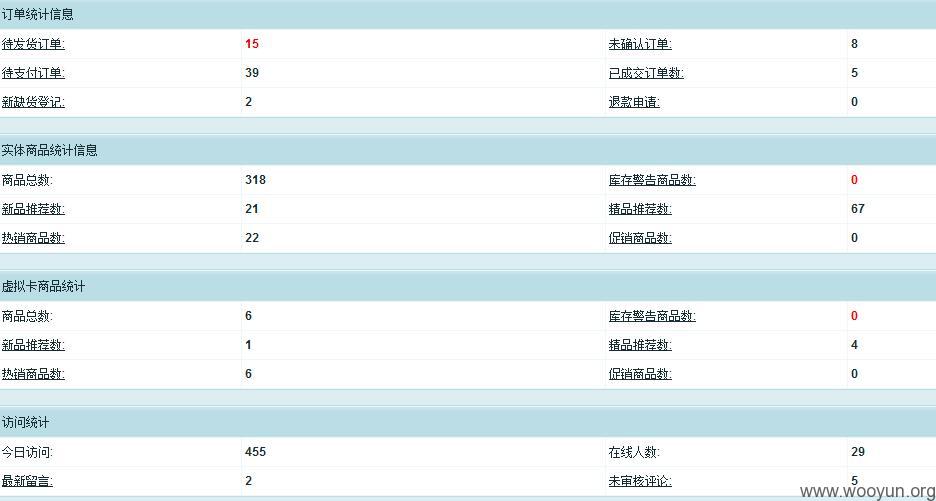 订单统计信息
待发货订单: 15 未确认订单: 8
待支付订单: 39 已成交订单数: 5
新缺货登记: 2 退款申请: 0
实体商品统计信息
商品总数: 318 库存警告商品数: 0
新品推荐数: 21 精品推荐数: 67
热销商品数: 22 促销商品数: 0
虚拟卡商品统计
商品总数: 6 库存警告商品数: 0
新品推荐数: 1 精品推荐数: 4
热销商品数: 6 促销商品数: 0
访问统计
今日访问: 455 在线人数: 29
最新留言: 2 未审核评论: 5
www.wooyun.org